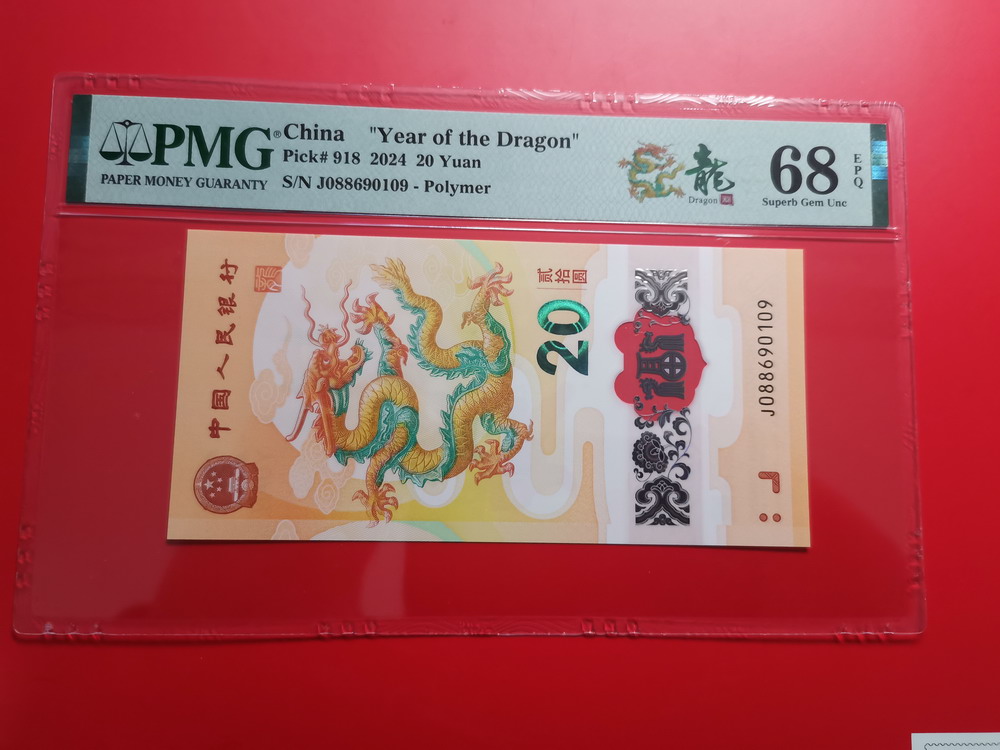 PMG®
PAPER MONEY GUARANTY
China "Year of the Dragon"
Pick# 918 2024 20 Yuan
S/N J088690109 - Polymer
龍
Dragon
68
EPQ
Superb Gem Unc
中国人民银行
贰拾圆
20
J088690109